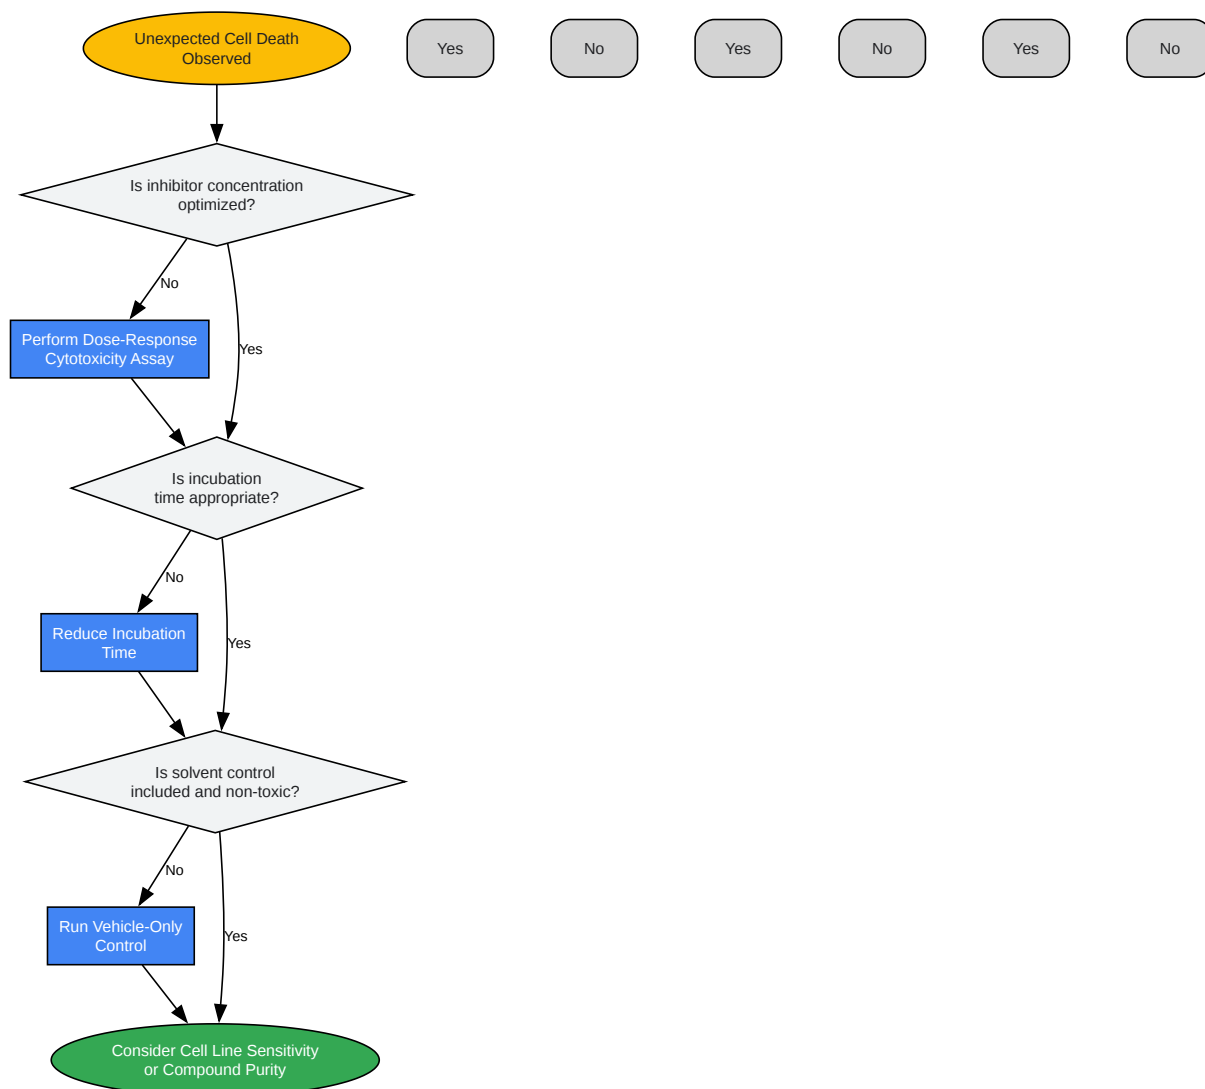 Unexpected Cell Death
Observed
Yes
No
Yes
No
Yes
No
Is inhibitor concentration
optimized?
No
Perform Dose-Response
Cytotoxicity Assay
Yes
Is incubation
time appropriate?
No
Reduce Incubation
Time
Yes
Is solvent control
included and non-toxic?
No
Run Vehicle-Only
Control
Yes
Consider Cell Line Sensitivity
or Compound Purity